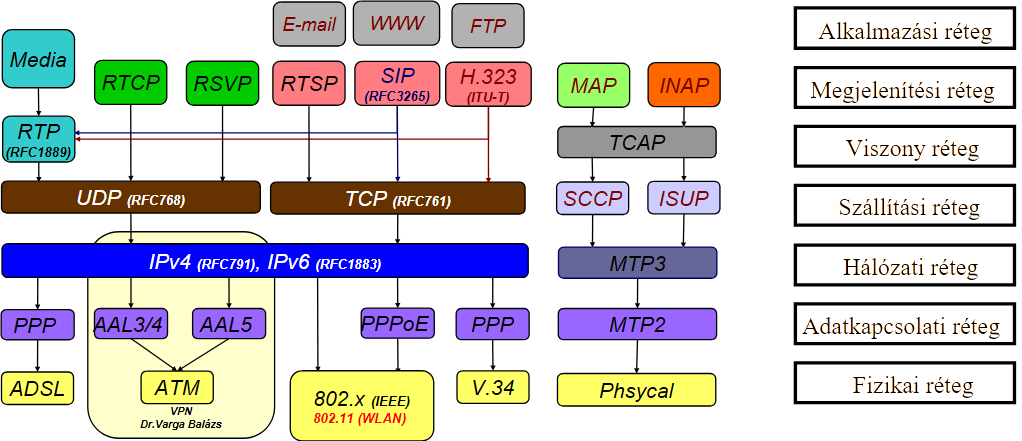 E-mail WWW FTP Alkalmazási réteg
Media RTCP RSVP RTSP SIP H.323 MAP INAP Megjelenítési réteg
(RFC3265) (ITU-T)
RTP TCAP Viszony réteg
(RFC1889)
UDP (RFC768) TCP (RFC761) SCCP ISUP Szállítási réteg
IPv4 (RFC791), IPv6 (RFC1883) MTP3 Hálózati réteg
PPP AAL3/4 AAL5 PPPoE PPP MTP2 Adatkapcsolati réteg
ADSL ATM 802.x (IEEE) V.34 Phsycal Fizikai réteg
VPN 802.11 (WLAN)
Dr.Varga Balázs